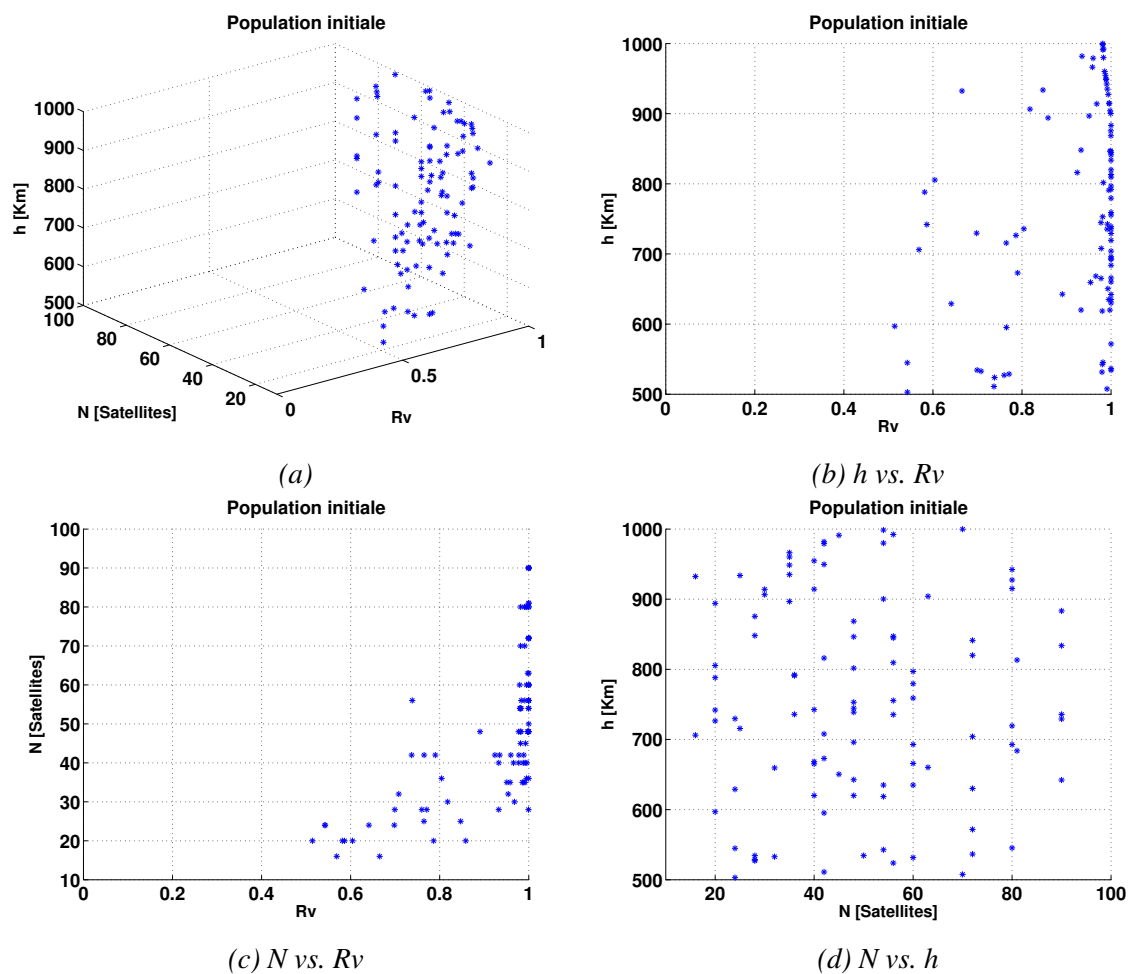 Population initiale
1000
900
800
700
600
500
h [Km]
100
80
60
40
20
N [Satellites]
0
0.5
1
Rv
(a)
Population initiale
1000
900
800
700
600
500
h [Km]
0 0.2 0.4 0.6 0.8 1
Rv
(b) h vs. Rv
Population initiale
100
90
80
70
60
50
40
30
20
10
N [Satellites]
0 0.2 0.4 0.6 0.8 1
Rv
(c) N vs. Rv
Population initiale
1000
900
800
700
600
500
h [Km]
20 40 60 80 100
N [Satellites]
(d) N vs. h